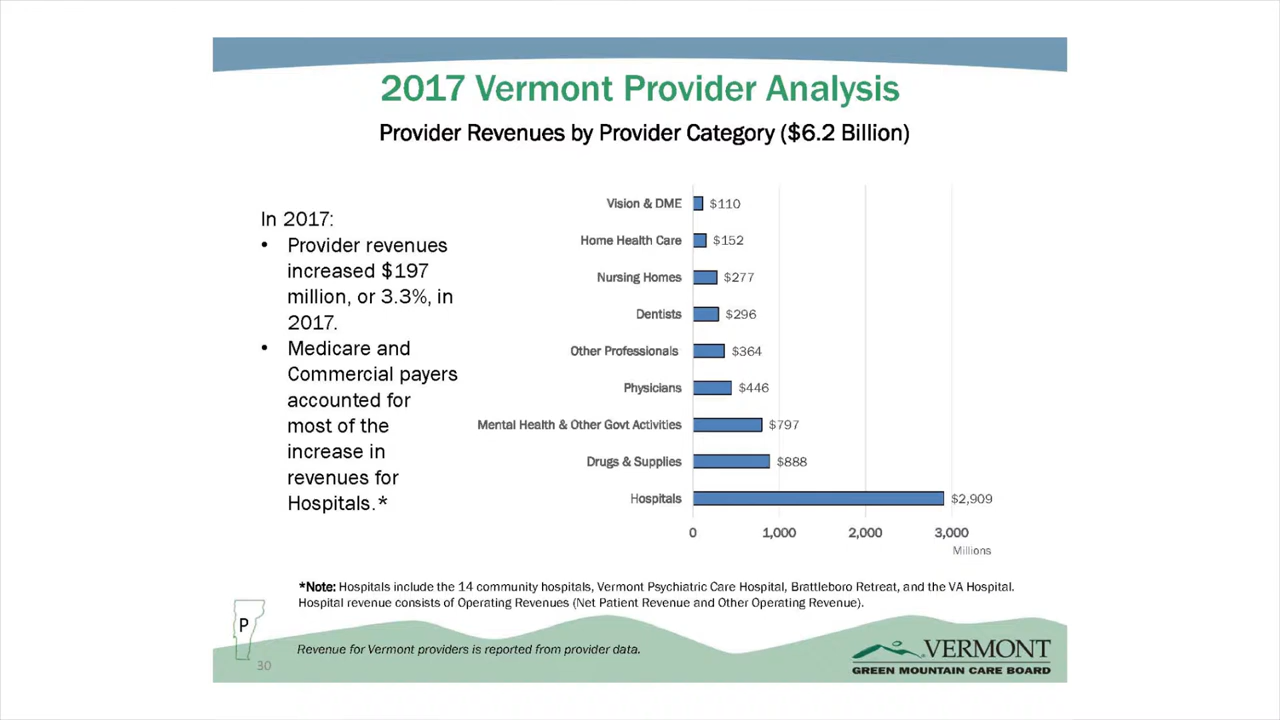 2017 Vermont Provider Analysis
Provider Revenues by Provider Category ($6.2 Billion)
In 2017:
• Provider revenues
increased $197
million, or 3.3%, in
2017.
• Medicare and
Commercial payers
accounted for
most of the
increase in
revenues for
Hospitals.*
Vision & DME $110
Home Health Care $152
Nursing Homes $277
Dentists $296
Other Professionals $364
Physicians $446
Mental Health & Other Govt Activities $797
Drugs & Supplies $888
Hospitals $2,909
0 1,000 2,000 3,000
Millions
*Note: Hospitals include the 14 community hospitals, Vermont Psychiatric Care Hospital, Brattleboro Retreat, and the VA Hospital.
Hospital revenue consists of Operating Revenues (Net Patient Revenue and Other Operating Revenue).
P
30
Revenue for Vermont providers is reported from provider data.
VERMONT
GREEN MOUNTAIN CARE BOARD